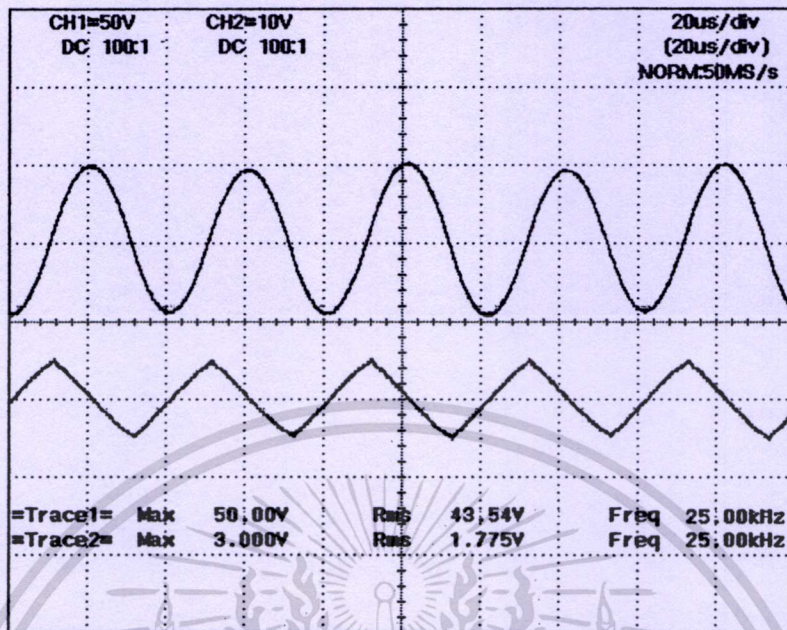 CH1=50V CH2=10V 20us/div
DC 100:1 DC 100:1 (20us/div)
NORM:50MS/s
=Trace1= Max 50.00V Rms 43.54V Freq 25.00kHz
=Trace2= Max 3.000V Rms 1.775V Freq 25.00kHz